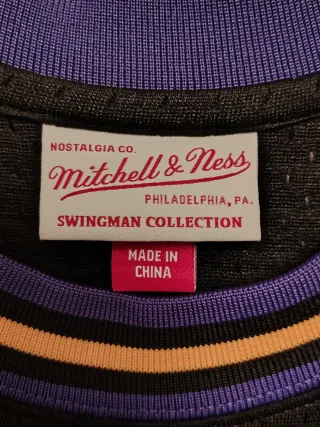 NOSTALGIA CO.
Mitchell & Ness
PHILADELPHIA, PA.
SWINGMAN COLLECTION
MADE IN
CHINA